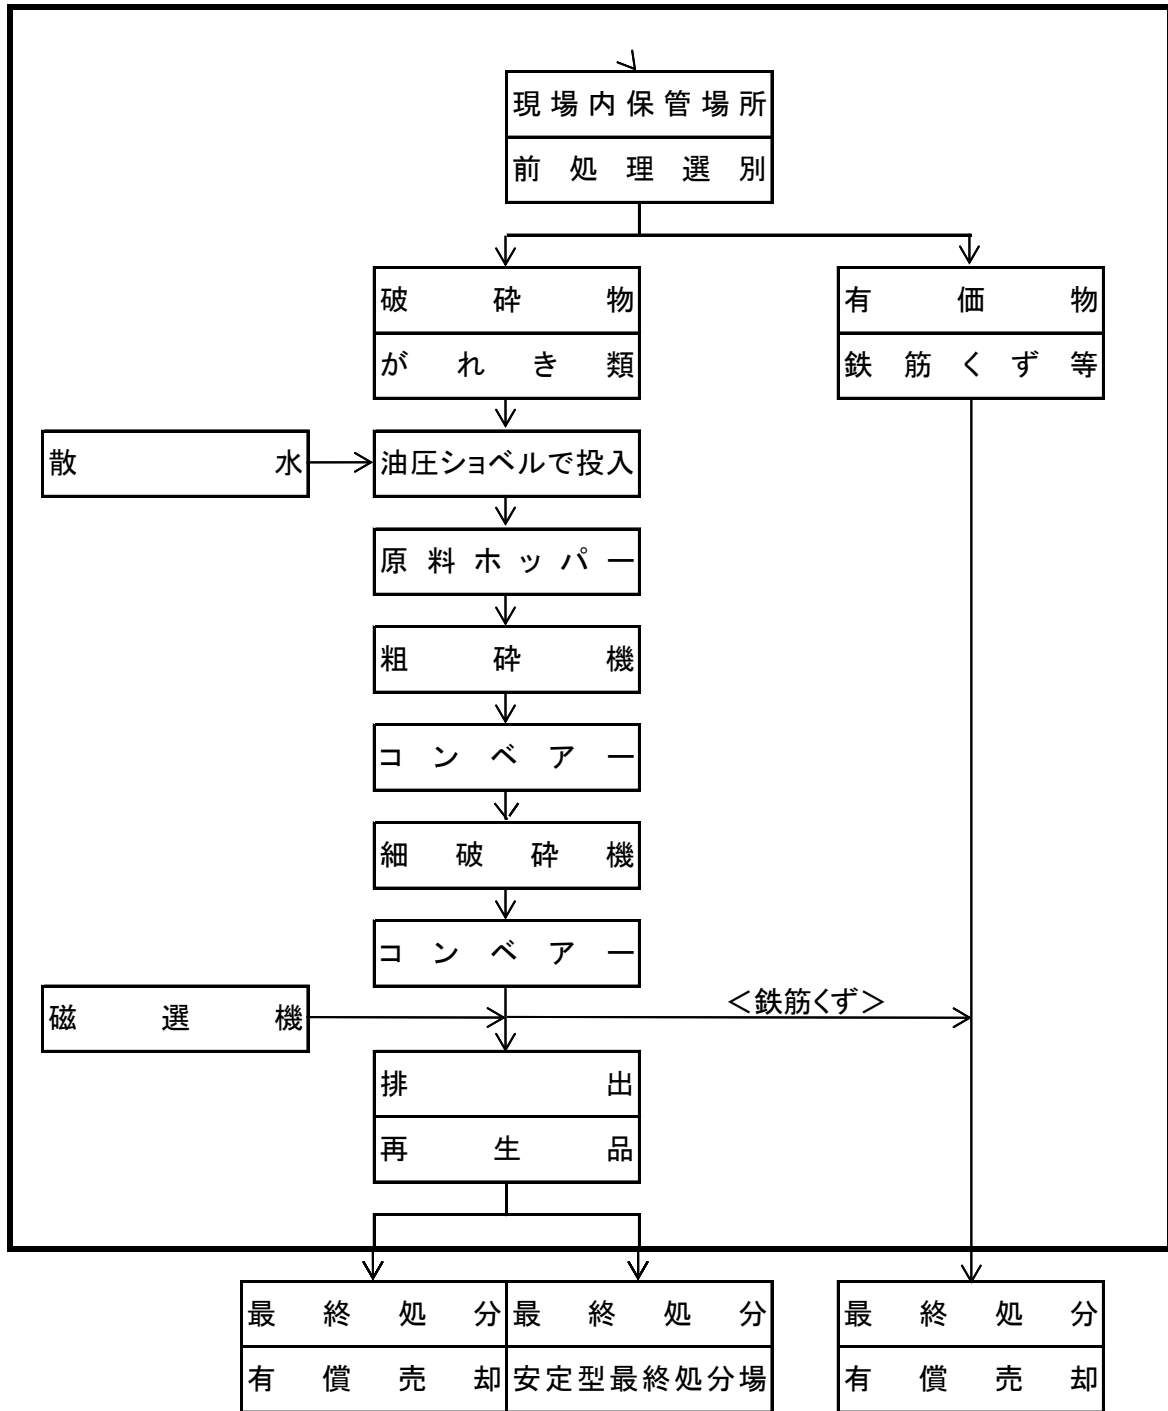 現場内保管場所
前処理選別
破砕物
有価物
がれき類
鉄筋くず等
散水
油圧ショベルで投入
原料ホッパー
粗砕機
コンベアー
細破砕機
コンベアー
磁選機
＜鉄筋くず＞
排出
再生品
最終処分
最終処分
最終処分
有償売却
安定型最終処分場
有償売却